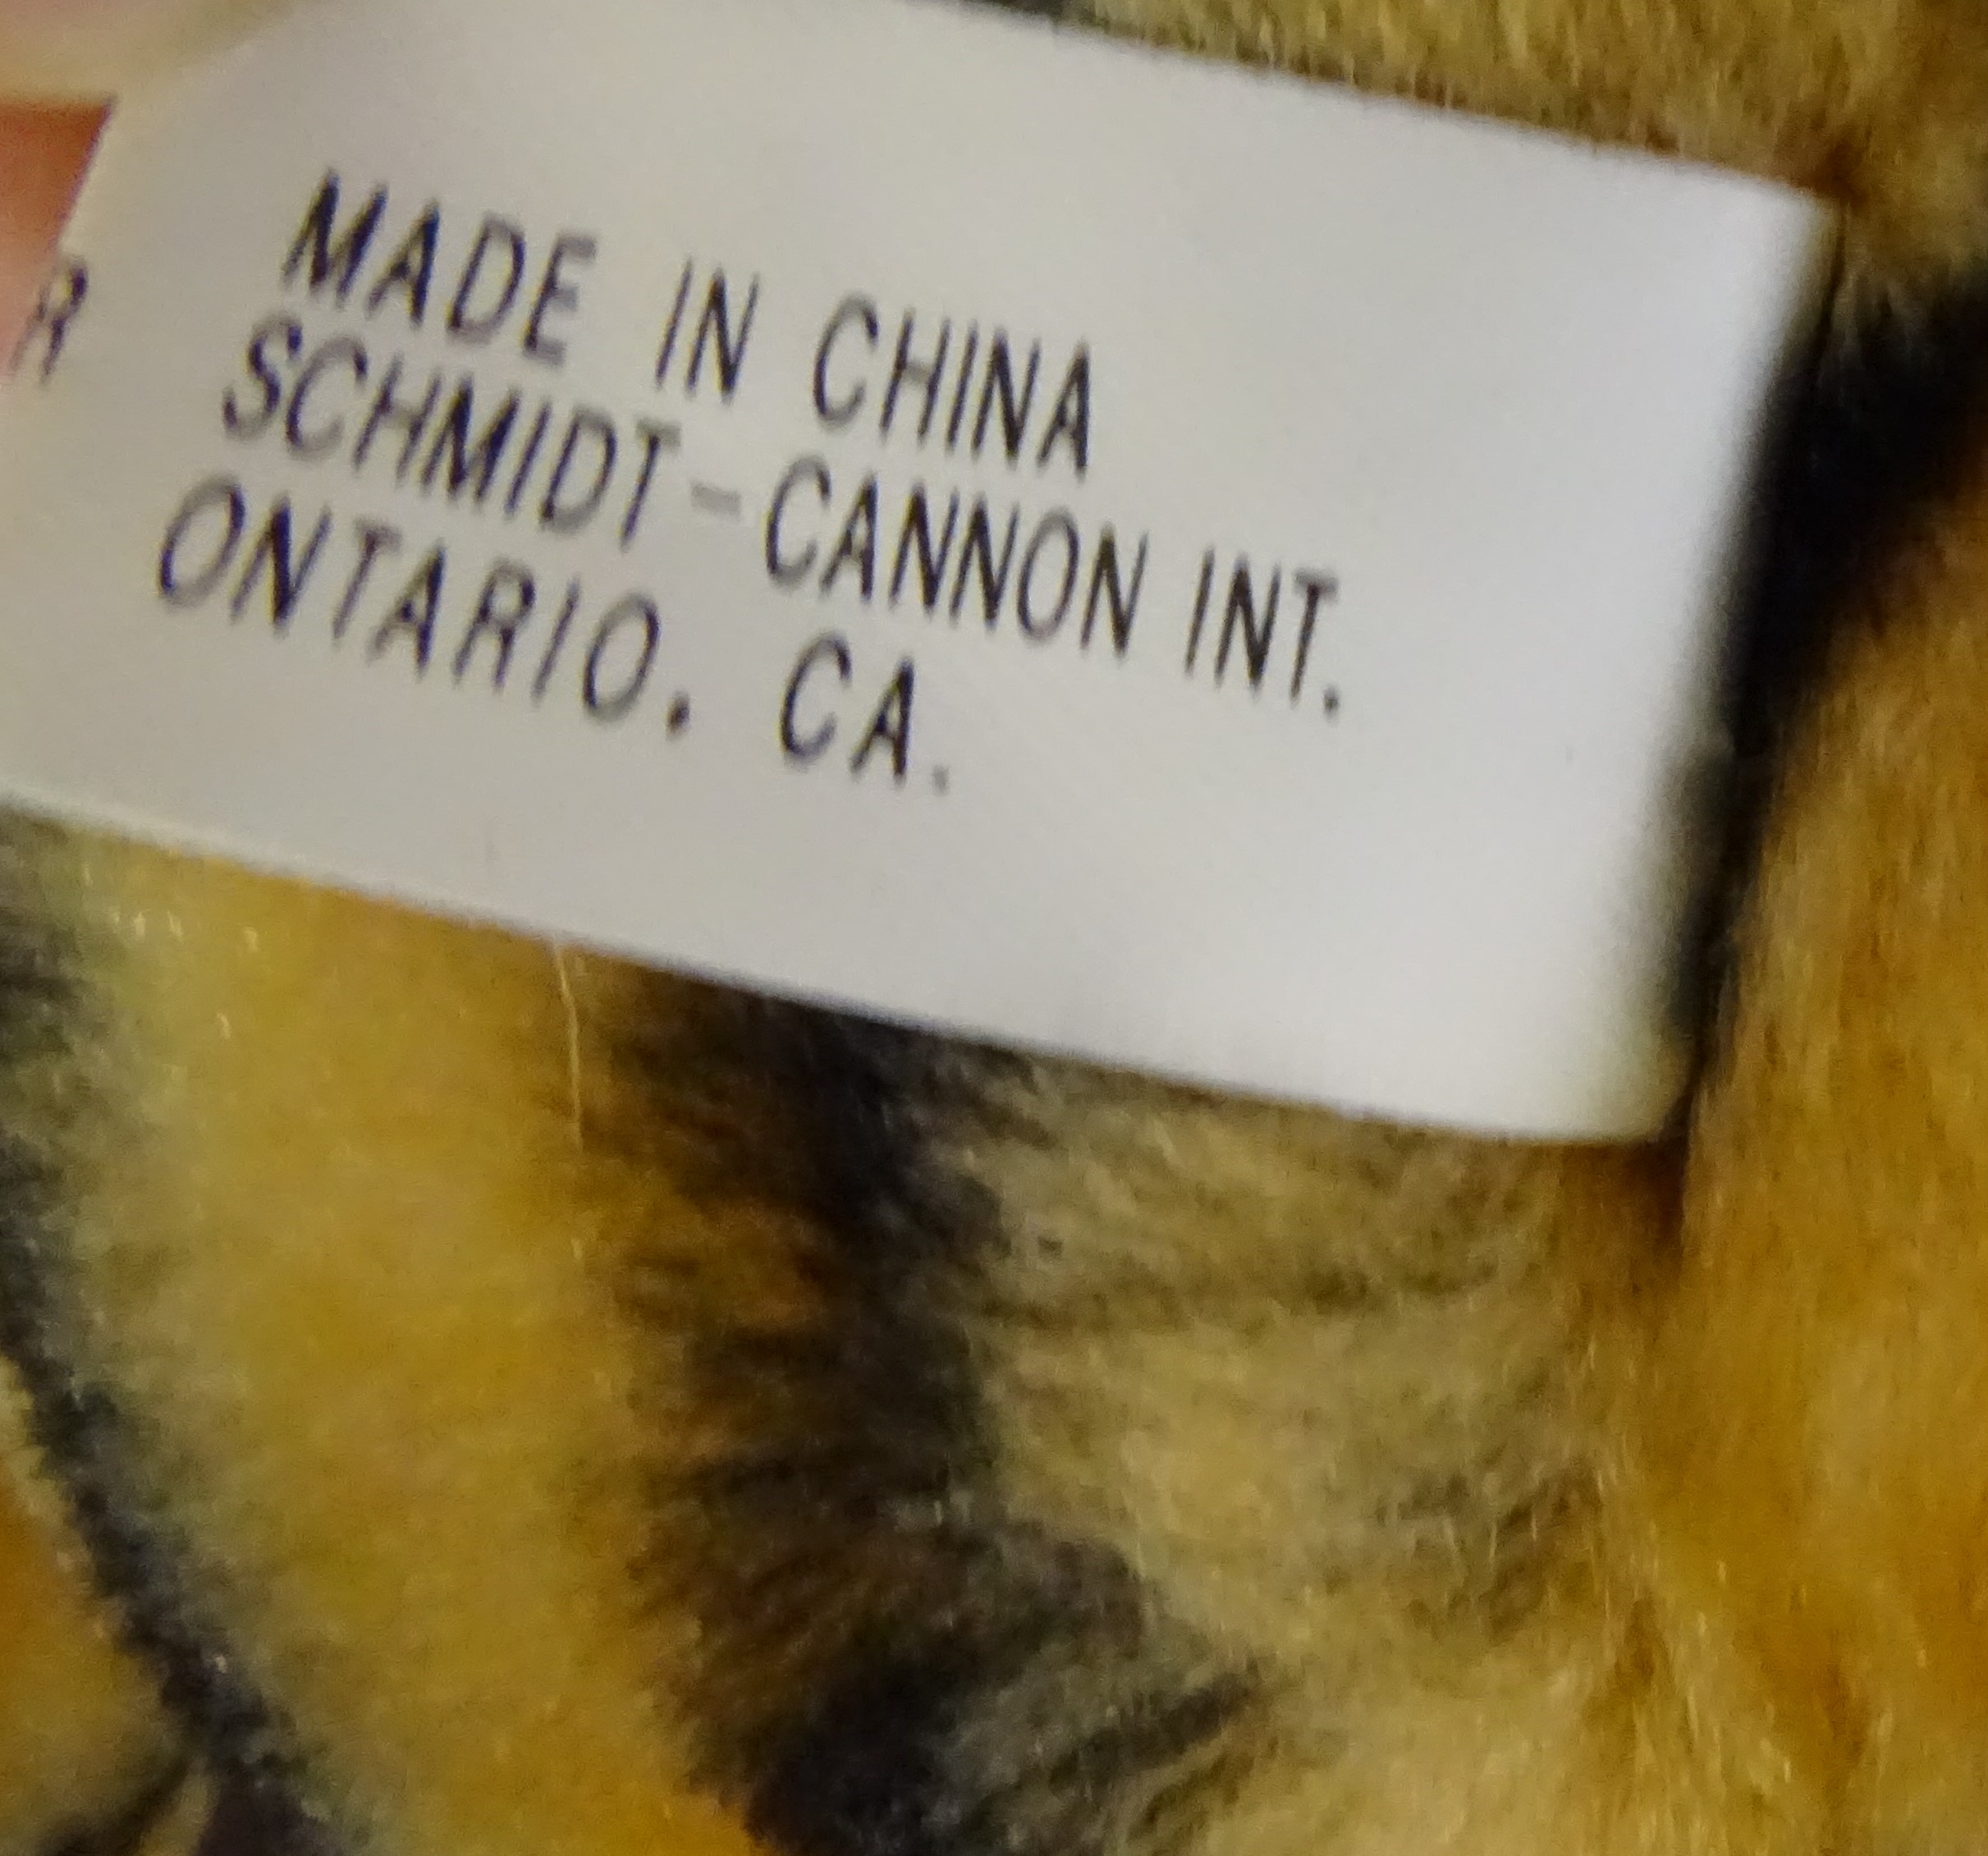 MADE IN CHINA
SCHMIDT-CANNON INT.
ONTARIO. CA.